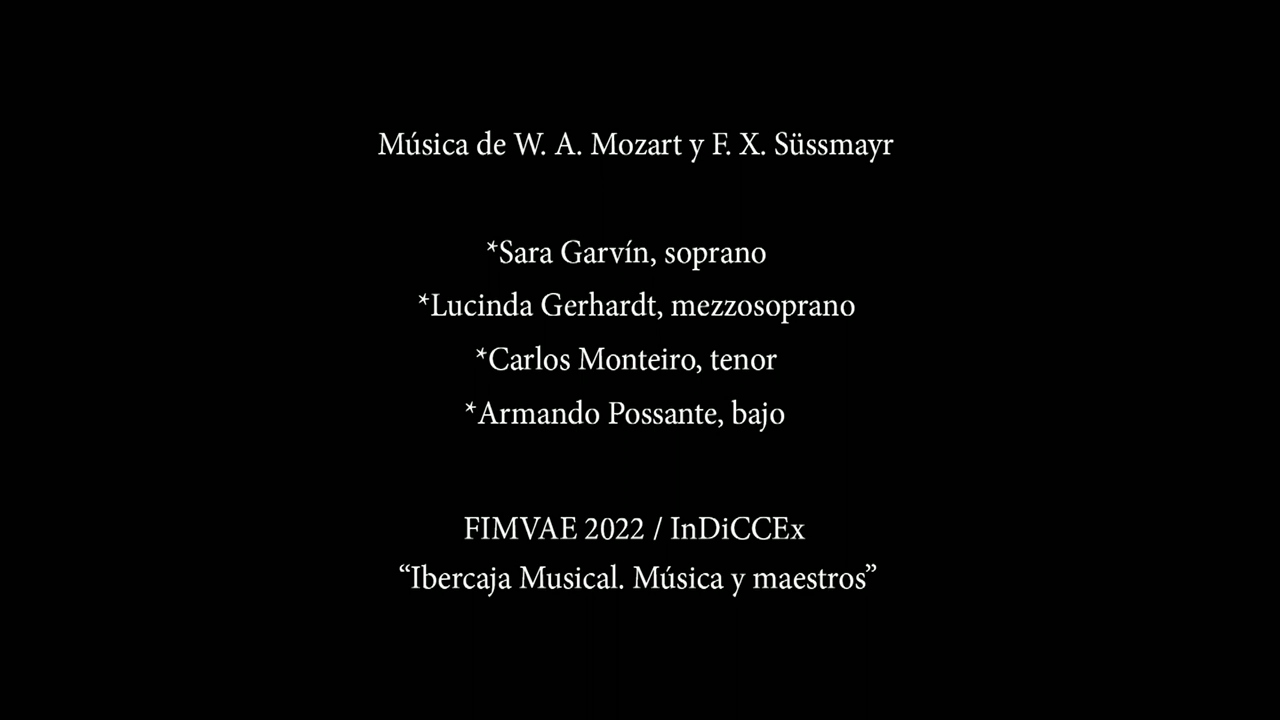 Música de W. A. Mozart y F. X. Süssmayr
*Sara Garvín, soprano
*Lucinda Gerhardt, mezzosoprano
*Carlos Monteiro, tenor
*Armando Possante, bajo
FIMVAE 2022 / InDiCCEx
“Ibercaja Musical. Música y maestros”